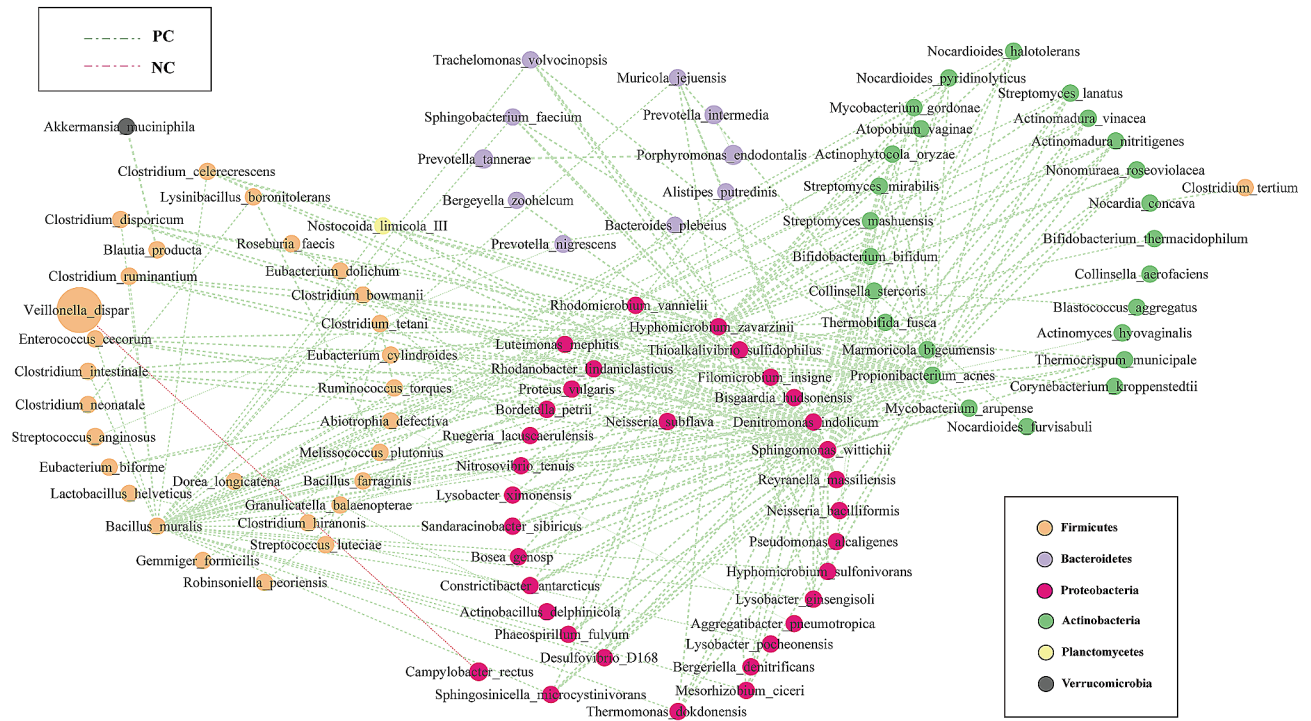 PC
NC
Trachelomonas_volvocinopsis
Muricola_jejuensis
Nocardioides_halotolerans
Nocardioides_pyridinolyticus
Streptomyces_lanatus
Sphingobacterium_faecium
Prevotella_intermedia
Mycobacterium_gordonae
Actinomadura_vinacea
Akkermansia_muciniphila
Atopobium_vaginae
Actinomadura_nitritigenes
Prevotella_tannerae
Porphyromonas_endodontalis
Actinophytocola_oryzae
Clostridium_celerecrescens
Nonomuraea_roseoviolacea
Lysinibacillus_boronitolerans
Bergeyella_zoohelcum
Alistipes_putredinis
Streptomyces_mirabilis
Clostridium_tertium
Clostridium_disporicum
Nostocoida_limicola_III
Bacteroides_plebeius
Streptomyces_mashuensis
Nocardia_concava
Blautia_producta
Roseburia_faecis
Prevotella_nigrescens
Bifidobacterium_thermacidophilum
Clostridium_ruminantium
Eubacterium_dolichum
Bifidobacterium_bifidum
Collinsella_aerofaciens
Clostridium_bowmanii
Collinsella_stercoris
Veillonella_dispar
Rhodomicrobium_vannielii
Blastococcus_aggregatus
Clostridium_tetani
Hyphomicrobium_zavarzinii
Thermobifida_fusca
Enterococcus_cecorum
Luteimonas_mephitis
Thioalkalivibrio_sulfidophilus
Marmoricola_bigeumensis
Actinomyces_hyovaginalis
Eubacterium_cylindroides
Clostridium_intestinale
Rhodanobacter_lindaniclasticus
Filomicrobium_insigne
Propionibacterium_acnes
Thermocrispum_municipale
Ruminococcus_torques
Proteus_vulgaris
Bisgaardia_hudsonensis
Corynebacterium_kroppenstedtii
Clostridium_neonatale
Bordetella_petrii
Mycobacterium_arupense
Abiotrophia_defectiva
Neisseria_subflava
Denitromonas_indolicum
Nocardioides_furvisabuli
Streptococcus_anginosus
Ruegeria_lacuscaerulensis
Melissococcus_plutonius
Sphingomonas_wittichii
Eubacterium_biforme
Nitrosovibrio_tenuis
Dorea_longicatena
Bacillus_farraginis
Reyranella_massiliensis
Lactobacillus_helveticus
Lysobacter_ximonensis
Granulicatella_balaenopterae
Neisseria_bacilliformis
Bacillus_muralis
Clostridium_hiranonis
Sandaracinobacter_sibiricus
Firmicutes
Streptococcus_luteciae
Pseudomonas_alcaligenes
Gemmiger_formicilis
Bosea_genosp
Bacteroidetes
Robinsoniella_peoriensis
Constrictibacter_antarcticus
Hyphomicrobium_sulfonivorans
Proteobacteria
Lysobacter_ginsengisoli
Actinobacillus_delphinicola
Aggregatibacter_pneumotropica
Actinobacteria
Phaeospirillum_fulvum
Lysobacter_pocheonensis
Planctomycetes
Desulfovibrio_D168
Campylobacter_rectus
Bergeriella_denitrificans
Verrucomicrobia
Sphingosinicella_microcystinivorans
Mesorhizobium_ciceri
Thermomonas_dokdonensis